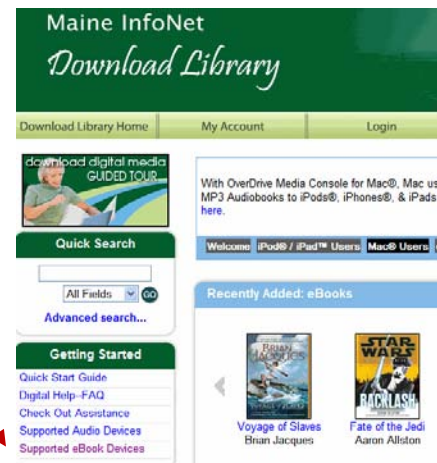 Maine InfoNet
Download Library
Download Library Home My Account Login
download digital media
GUIDED TOUR
With OverDrive Media Console for Mac®, Mac us
MP3 Audiobooks to iPods®, iPhones®, & iPads
here.
Quick Search
Welcome iPod® / iPad™ Users Mac® Users
All Fields GO
Advanced search...
Recently Added: eBooks
Getting Started
Quick Start Guide
Digital Help-FAQ
Check Out Assistance
Supported Audio Devices
Supported eBook Devices
BRIAN
JACQUES
STAR
WARS
BACKLASH
Voyage of Slaves
Brian Jacques
Fate of the Jedi
Aaron Allston